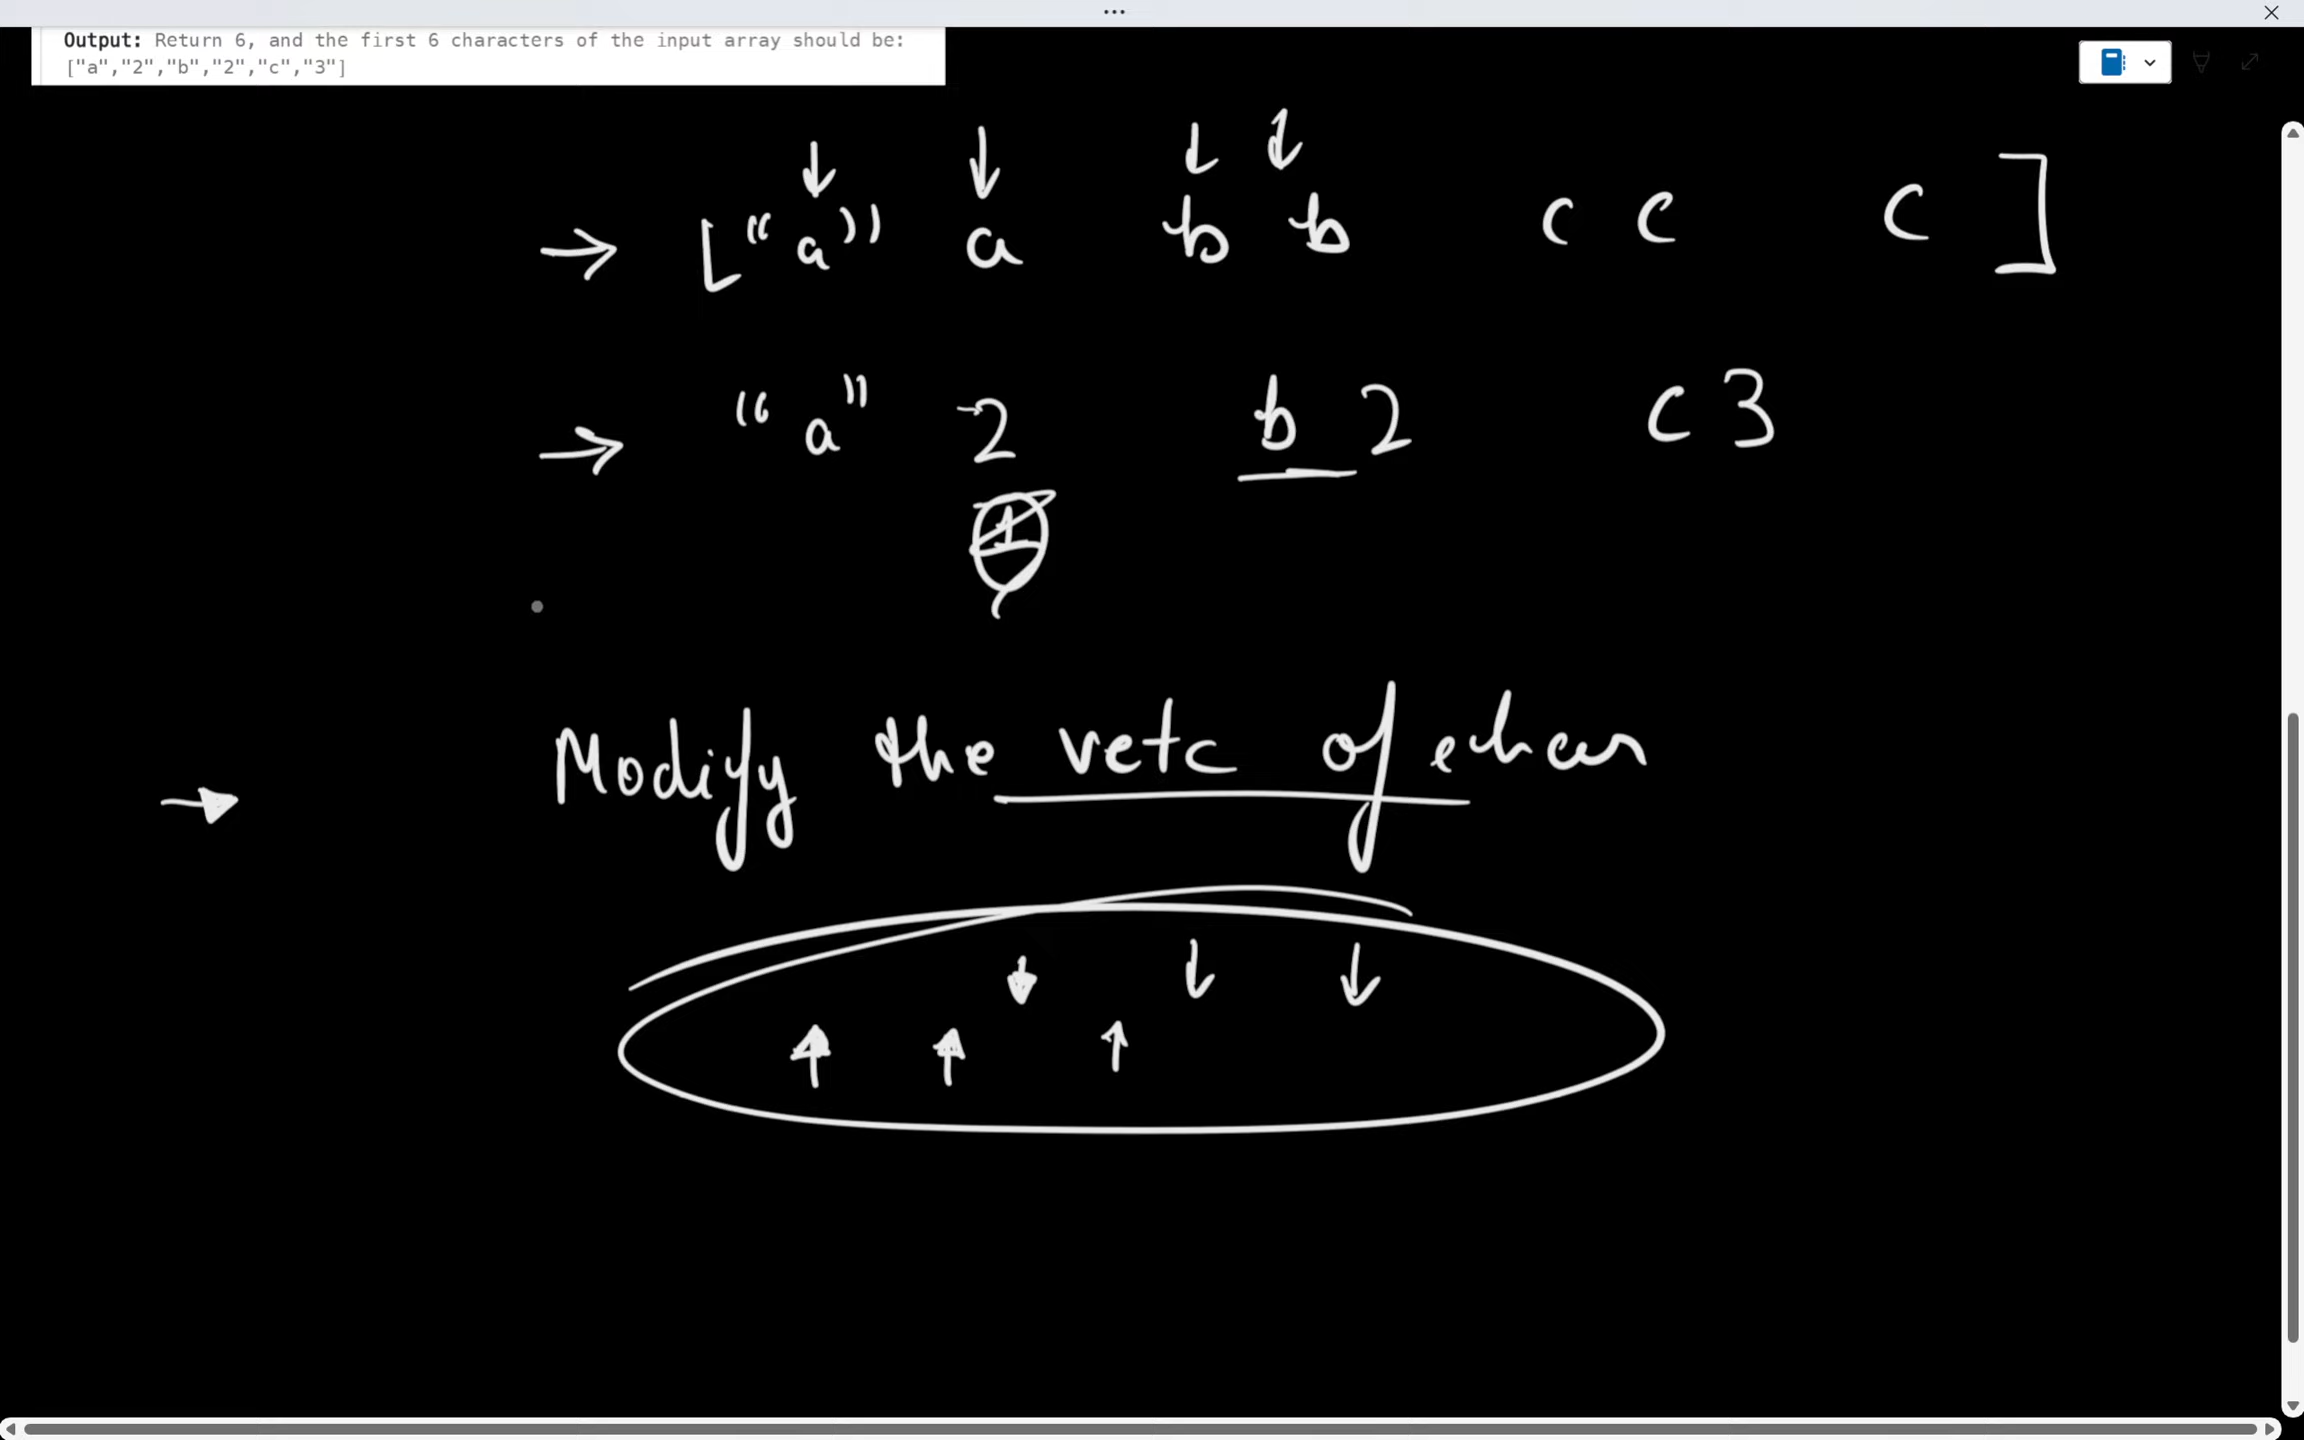 Output: Return 6, and the first 6 characters of the input array should be:
["a","2","b","2","c","3"]
["a" a b b c c c ]
"a" 2 b 2 c 3
1
Modify the vetc of char